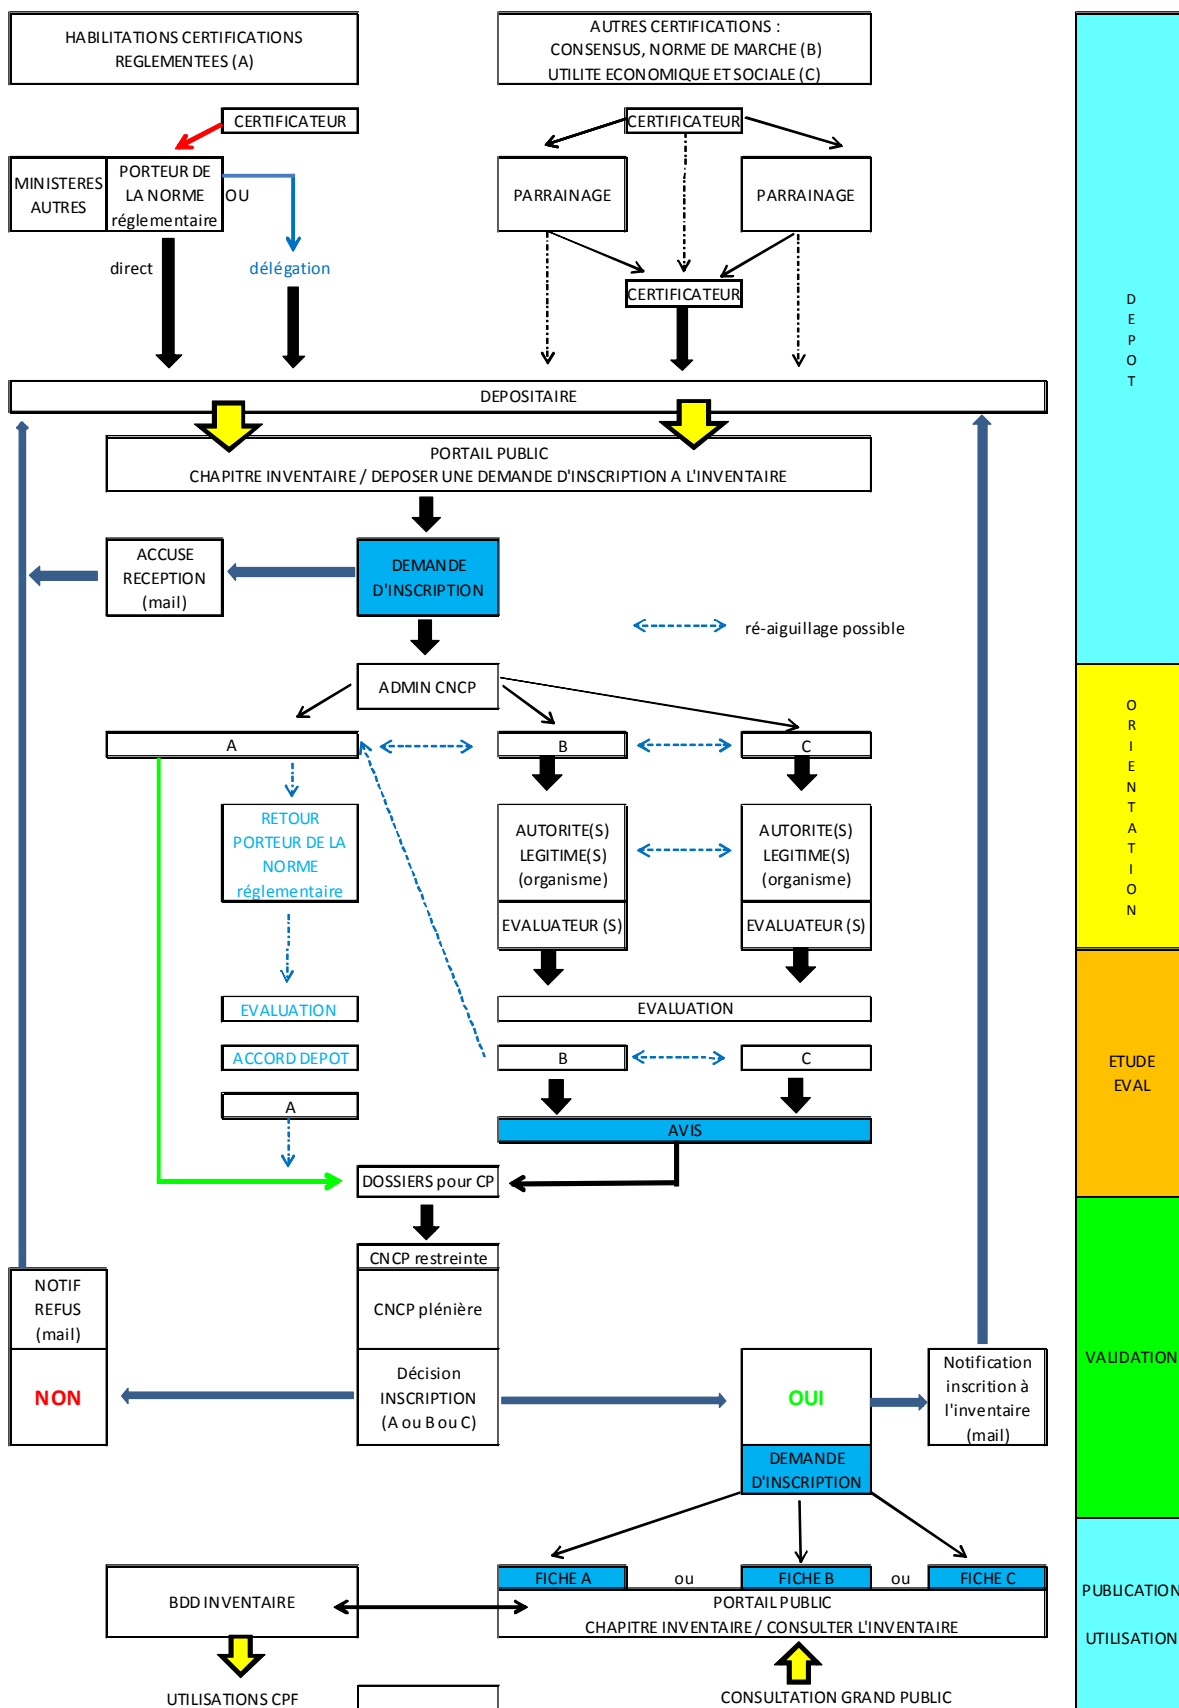 HABILITATIONS CERTIFICATIONS
REGLEMENTEES (A)
AUTRES CERTIFICATIONS :
CONSENSUS, NORME DE MARCHE (B)
UTILITE ECONOMIQUE ET SOCIALE (C)
CERTIFICATEUR
CERTIFICATEUR
MINISTERES
AUTRES
PORTEUR DE
LA NORME
réglementaire
OU
PARRAINAGE
PARRAINAGE
direct
délégation
CERTIFICATEUR
D
E
P
O
T
DEPOSITAIRE
PORTAIL PUBLIC
CHAPITRE INVENTAIRE / DEPOSER UNE DEMANDE D'INSCRIPTION A L'INVENTAIRE
ACCUSE
RECEPTION
(mail)
DEMANDE
D'INSCRIPTION
ré-aiguillage possible
ADMIN CNCP
A
B
C
O
R
I
E
N
T
A
T
I
O
N
RETOUR
PORTEUR DE LA
NORME
réglementaire
AUTORITE(S)
LEGITIME(S)
(organisme)
AUTORITE(S)
LEGITIME(S)
(organisme)
EVALUATEUR (S)
EVALUATEUR (S)
EVALUATION
EVALUATION
ACCORD DEPOT
B
C
ETUDE
EVAL
A
AVIS
DOSSIERS pour CP
CNCP restreinte
NOTIF
REFUS
(mail)
CNCP plénière
NON
Décision
INSCRIPTION
(A ou B ou C)
OUI
Notification
inscrition à
l'inventaire
(mail)
VALIDATION
DEMANDE
D'INSCRIPTION
FICHE A
ou
FICHE B
ou
FICHE C
BDD INVENTAIRE
PORTAIL PUBLIC
CHAPITRE INVENTAIRE / CONSULTER L'INVENTAIRE
PUBLICATION
UTILISATION
UTILISATIONS CPF
CONSULTATION GRAND PUBLIC